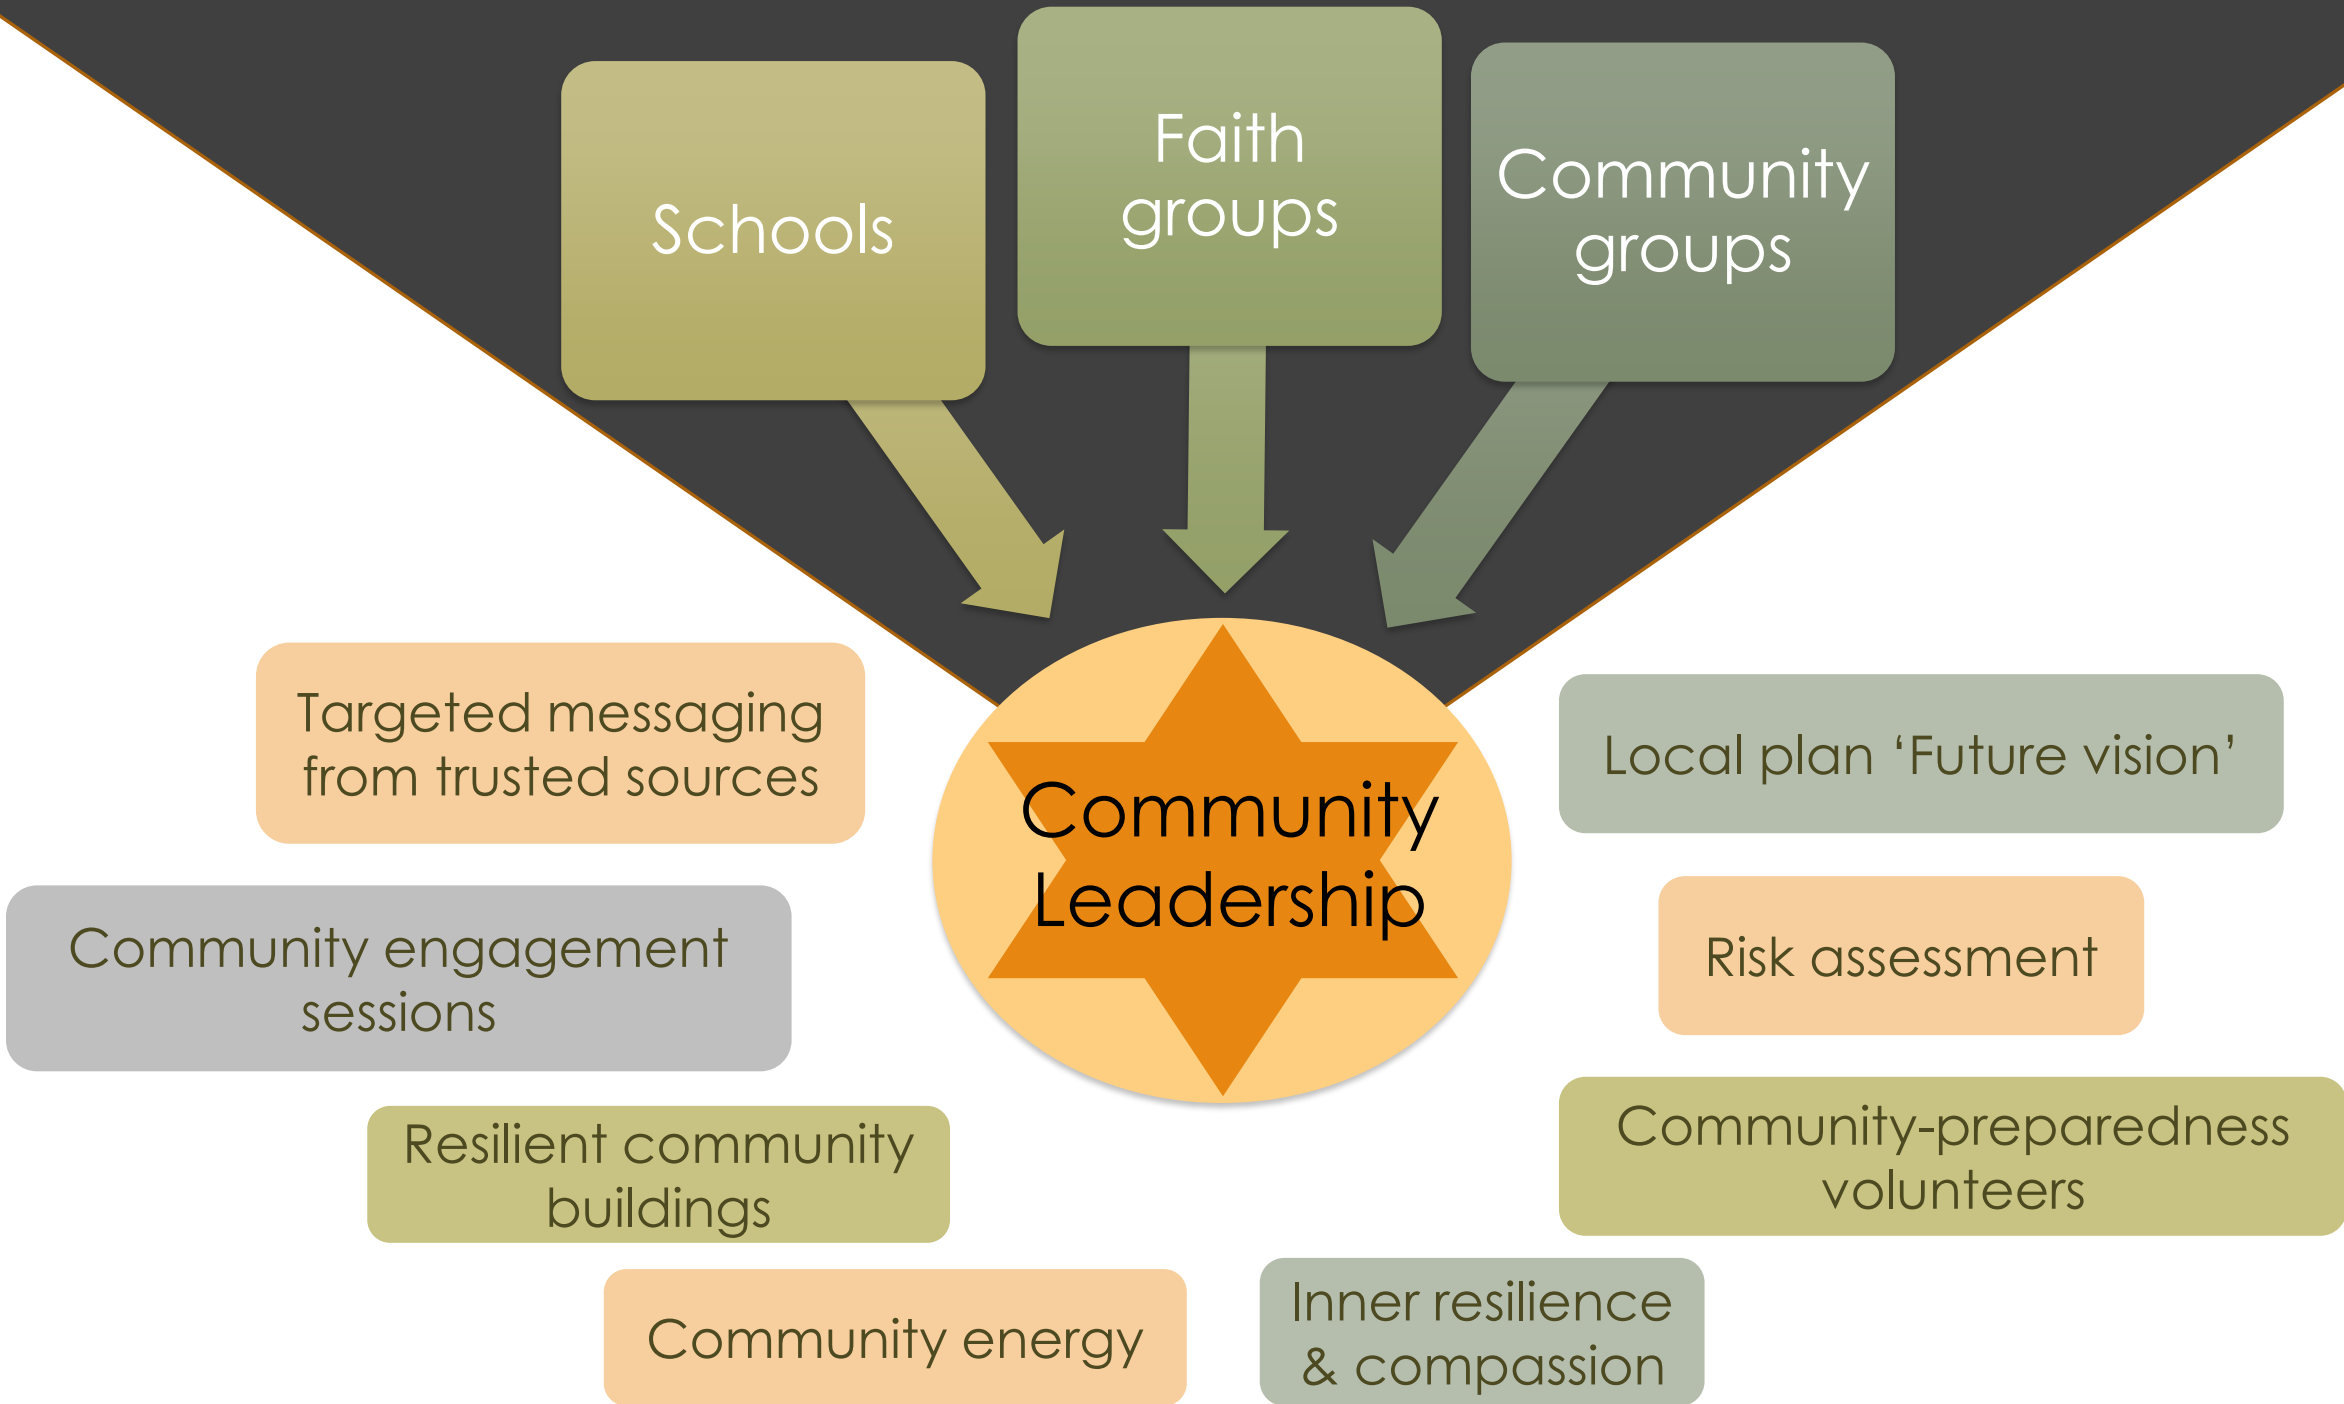 Schools
Faith
groups
Community
groups
Community
Leadership
Targeted messaging
from trusted sources
Community engagement
sessions
Resilient community
buildings
Community energy
Local plan ‘Future vision’
Risk assessment
Community-preparedness
volunteers
Inner resilience
& compassion